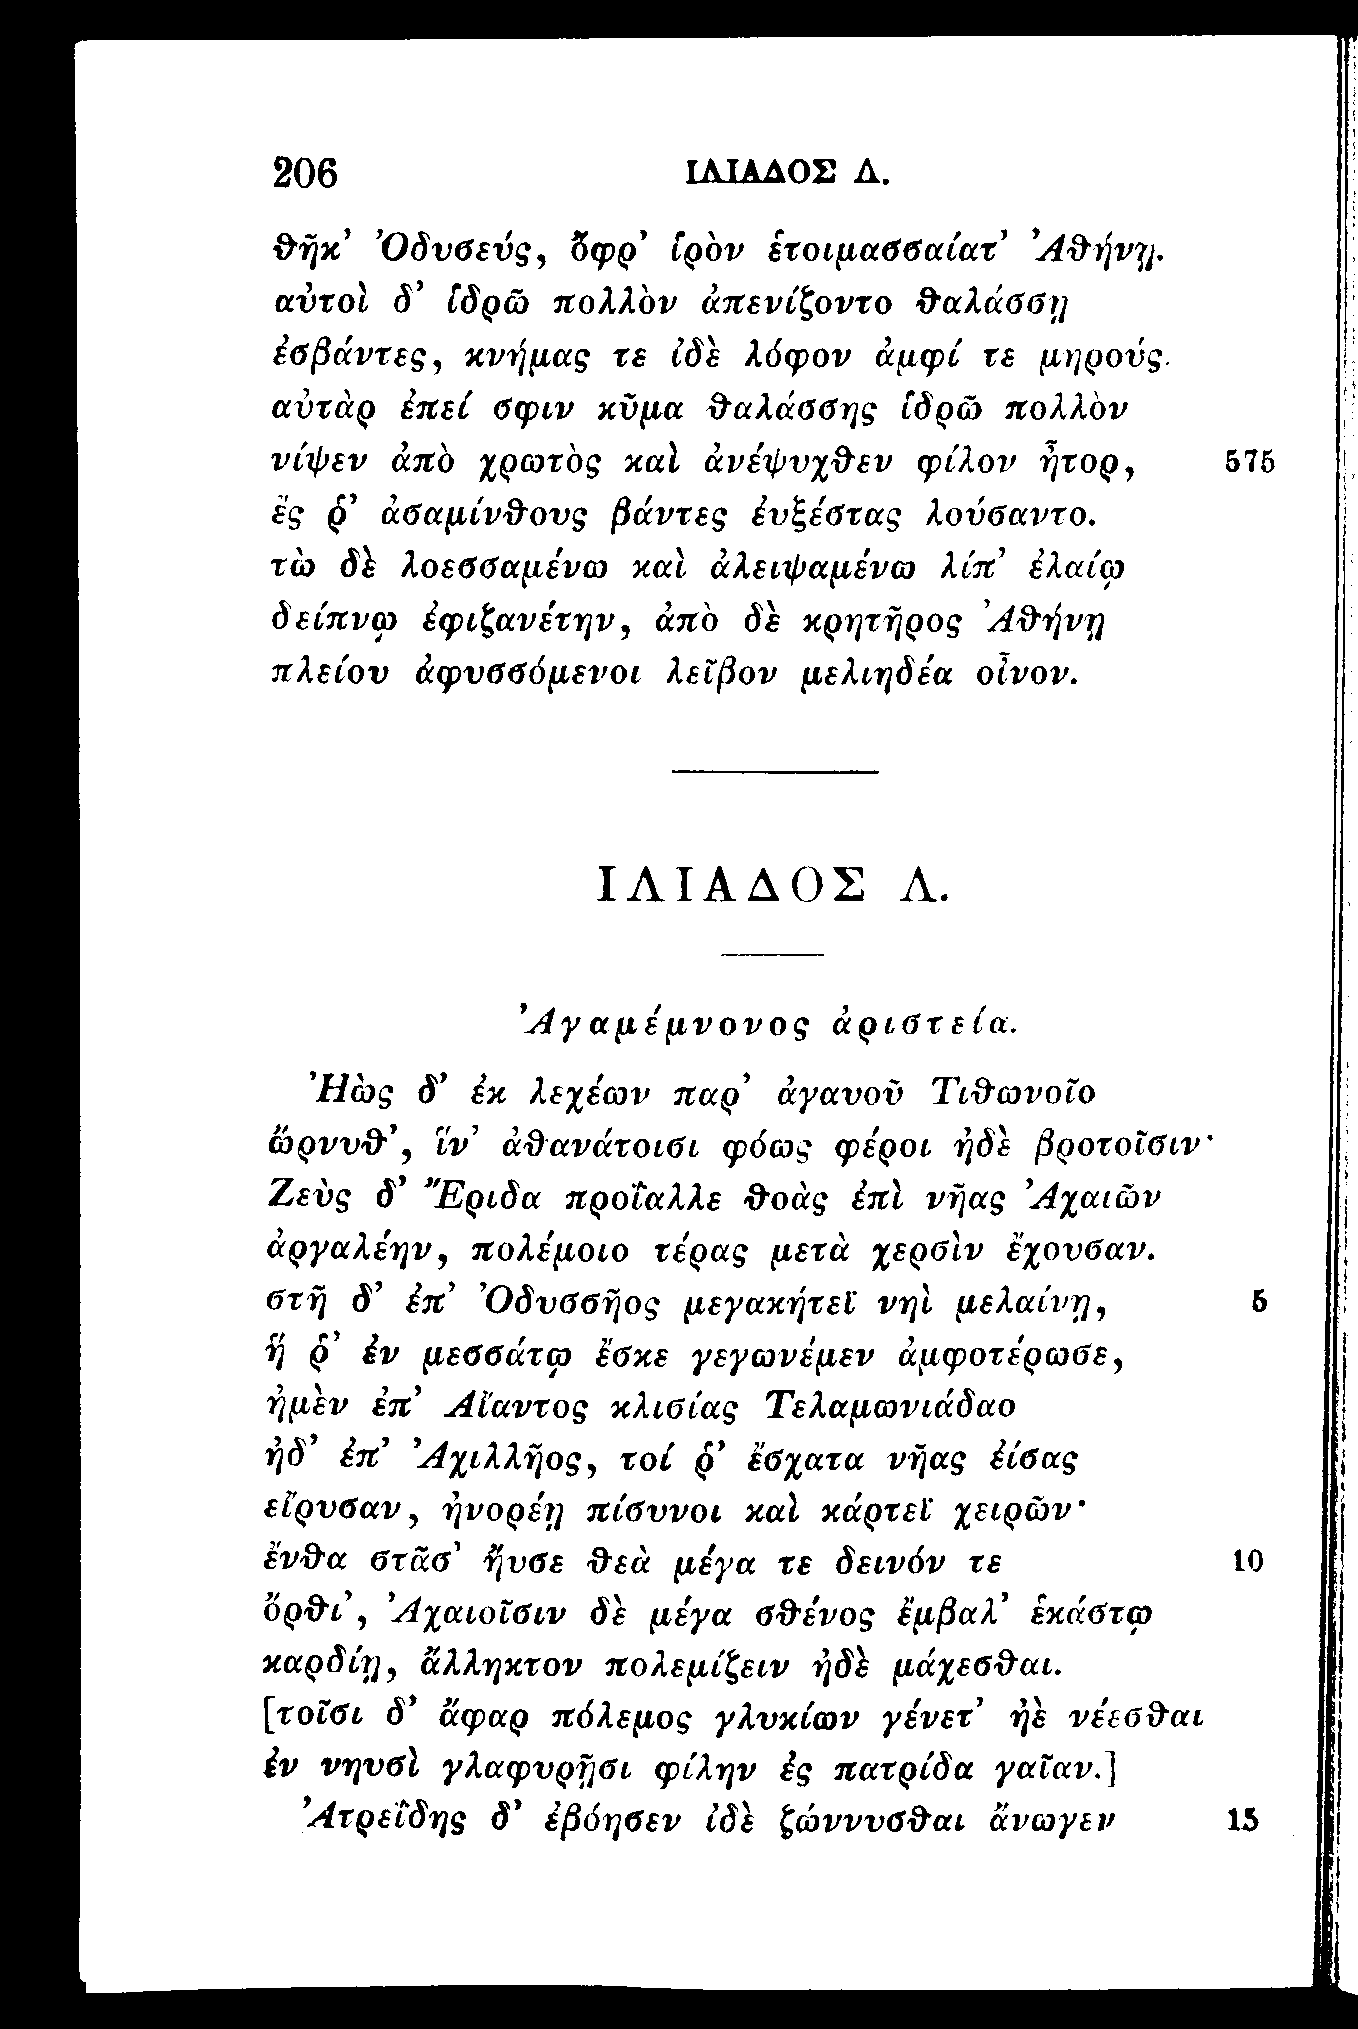 206 ΙΛΙΑΔΟΣ Δ.
θῆκ’ Ὀδυσεύς, ὄφρ’ ἱρὸν ἑτοιμασσαίατ’ Ἀθήνῃ.
αὐτοὶ δ’ ἱδρῶ πολλὸν ἀπενίζοντο θαλάσσῃ
ἐσβάντες, κνήμας τε ἰδὲ λόφον ἀμφί τε μηρούς.
αὐτὰρ ἐπεί σφιν κῦμα θαλάσσης ἱδρῶ πολλὸν
νίψεν ἀπὸ χρωτὸς καὶ ἀνέψυχθεν φίλον ἦτορ, 575
ἔς ῥ’ ἀσαμίνθους βάντες ἐυξέστας λούσαντο.
τὼ δὲ λοεσσαμένω καὶ ἀλειψαμένω λίπ’ ἐλαίῳ
δείπνῳ ἐφιζανέτην, ἀπὸ δὲ κρητῆρος Ἀθήνῃ
πλείου ἀφυσσόμενοι λεῖβον μελιηδέα οἶνον.
ΙΛΙΑΔΟΣ Λ.
Ἀγαμέμνονος ἀριστεία.
Ἠὼς δ’ ἐκ λεχέων παρ’ ἀγαυοῦ Τιθωνοῖο
ὤρνυθ’, ἵν’ ἀθανάτοισι φόως φέροι ἠδὲ βροτοῖσιν·
Ζεὺς δ’ Ἔριδα προΐαλλε θοὰς ἐπὶ νῆας Ἀχαιῶν
ἀργαλέην, πολέμοιο τέρας μετὰ χερσὶν ἔχουσαν.
στῆ δ’ ἐπ’ Ὀδυσσῆος μεγακήτεϊ νηὶ μελαίνῃ, 5
ἥ ῥ’ ἐν μεσσάτῳ ἔσκε γεγωνέμεν ἀμφοτέρωσε,
ἠμὲν ἐπ’ Αἴαντος κλισίας Τελαμωνιάδαο
ἠδ’ ἐπ’ Ἀχιλλῆος, τοί ῥ’ ἔσχατα νῆας ἐίσας
εἴρυσαν, ἠνορέῃ πίσυνοι καὶ κάρτεϊ χειρῶν·
ἔνθα στᾶσ’ ἤυσε θεὰ μέγα τε δεινόν τε 10
ὄρθι’, Ἀχαιοῖσιν δὲ μέγα σθένος ἔμβαλ’ ἑκάστῳ
καρδίῃ, ἄλληκτον πολεμίζειν ἠδὲ μάχεσθαι.
[τοῖσι δ’ ἄφαρ πόλεμος γλυκίων γένετ’ ἠὲ νέεσθαι
ἐν νηυσὶ γλαφυρῇσι φίλην ἐς πατρίδα γαῖαν.]
Ἀτρεΐδης δ’ ἐβόησεν ἰδὲ ζώννυσθαι ἄνωγεν 15